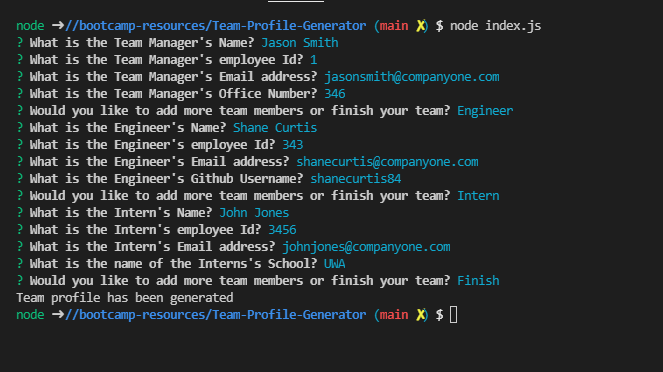 node ➜//bootcamp-resources/Team-Profile-Generator (main ✗) $ node index.js
? What is the Team Manager's Name? Jason Smith
? What is the Team Manager's employee Id? 1
? What is the Team Manager's Email address? jasonsmith@companyone.com
? What is the Team Manager's Office Number? 346
? Would you like to add more team members or finish your team? Engineer
? What is the Engineer's Name? Shane Curtis
? What is the Engineer's employee Id? 343
? What is the Engineer's Email address? shanecurtis@companyone.com
? What is the Engineer's Github Username? shanecurtis84
? Would you like to add more team members or finish your team? Intern
? What is the Intern's Name? John Jones
? What is the Intern's employee Id? 3456
? What is the Intern's Email address? johnjones@companyone.com
? What is the name of the Interns's School? UWA
? Would you like to add more team members or finish your team? Finish
Team profile has been generated
node ➜//bootcamp-resources/Team-Profile-Generator (main ✗) $